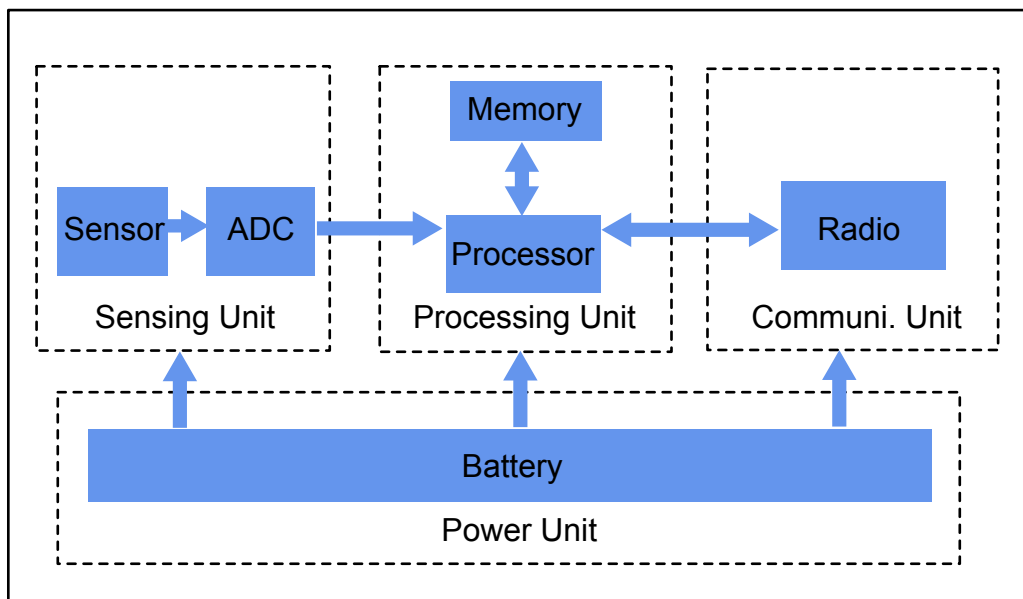 Memory
Sensor
ADC
Processor
Radio
Sensing Unit
Processing Unit
Communi. Unit
Battery
Power Unit